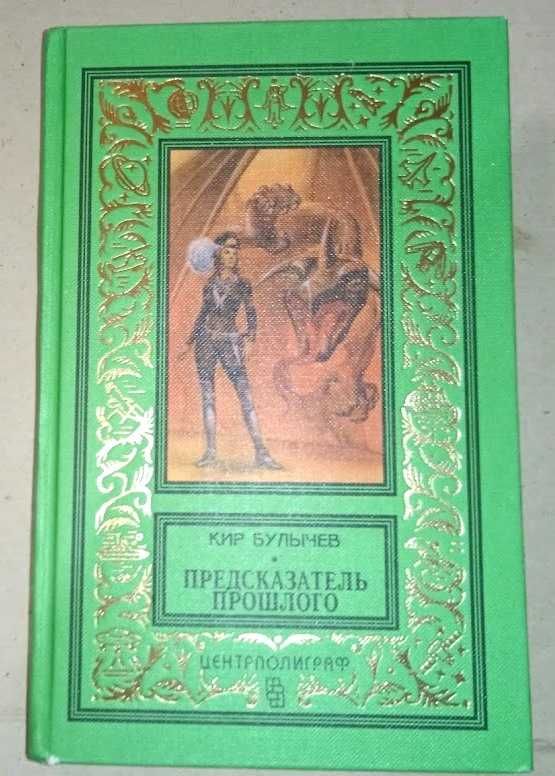 КИР БУЛЫЧЕВ
ПРЕДСКАЗАТЕЛЬ
ПРОШЛОГО
ЦЕНТРПОЛИГРАФ